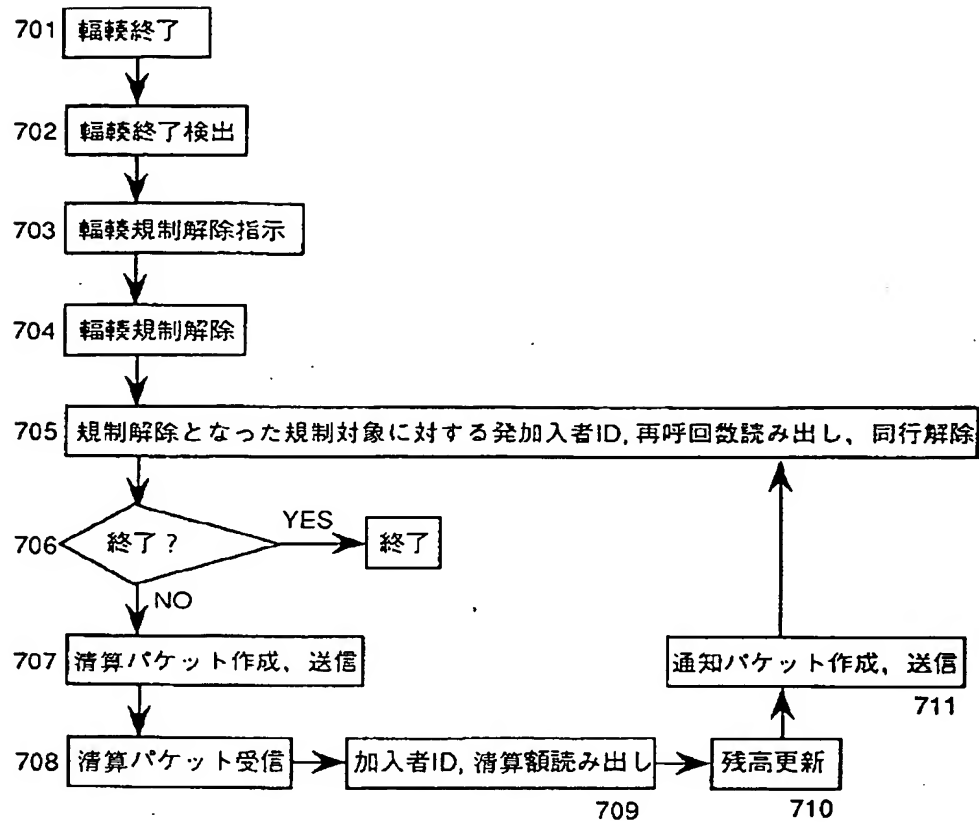 701 輻輳終了
702 輻輳終了検出
703 輻輳規制解除指示
704 輻輳規制解除
705 規制解除となった規制対象に対する発加入者ID, 再呼回数読み出し、同行解除
706 終了？
YES
終了
NO
707 清算パケット作成、送信
通知パケット作成、送信
711
708 清算パケット受信
加入者ID, 清算額読み出し
残高更新
709
710